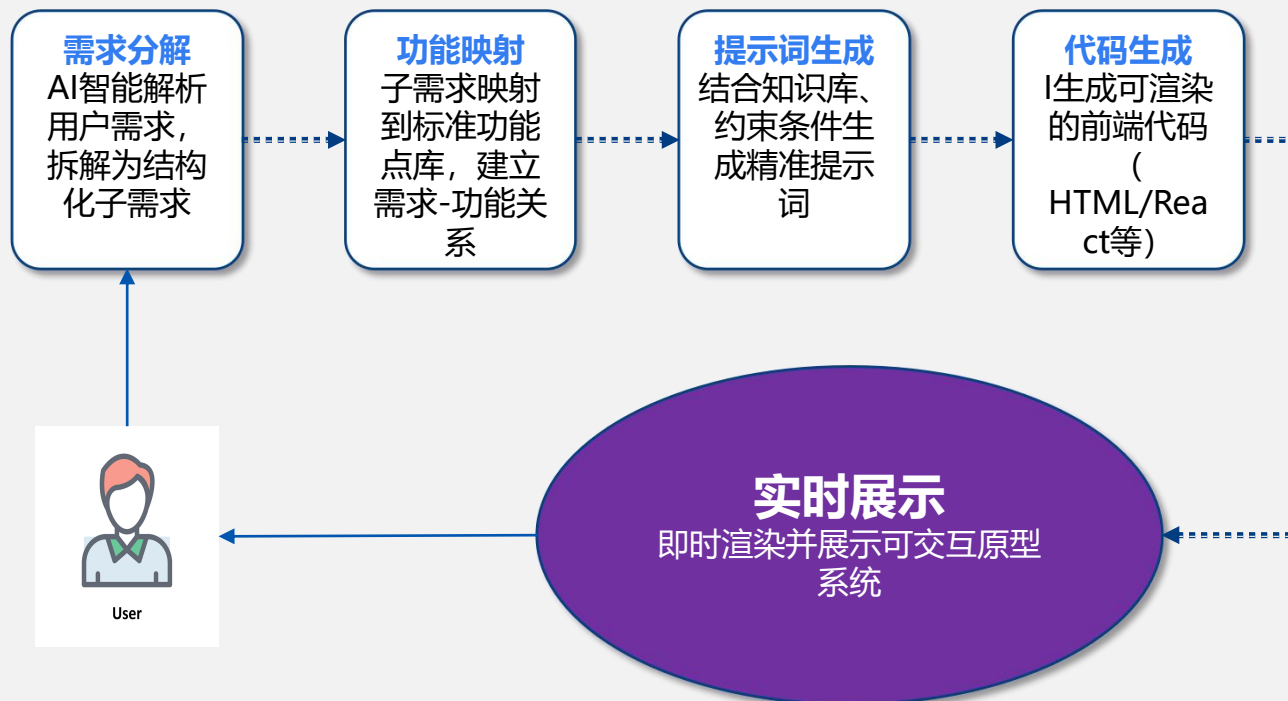 需求分解
AI智能解析
用户需求，
拆解为结构
化子需求
功能映射
子需求映射
到标准功能
点库，建立
需求-功能关
系
提示词生成
结合知识库、
约束条件生
成精准提示
词
代码生成
I生成可渲染
的前端代码
（
HTML/Rea
ct等）
实时展示
即时渲染并展示可交互原型
系统
User